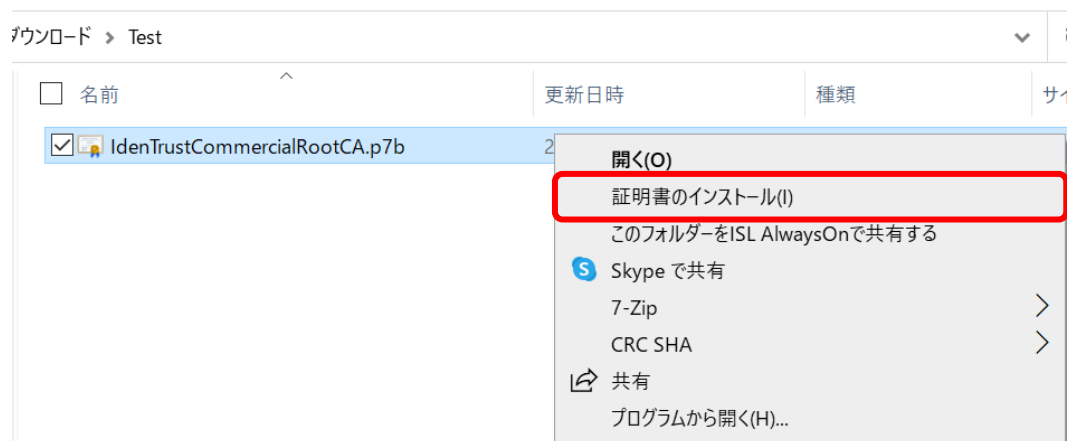 ダウンロード > Test
名前 更新日時 種類
IdenTrustCommercialRootCA.p7b 2
開く(O)
証明書のインストール(I)
このフォルダーをISL AlwaysOnで共有する
Skype で共有
7-Zip
CRC SHA
共有
プログラムから開く(H)...